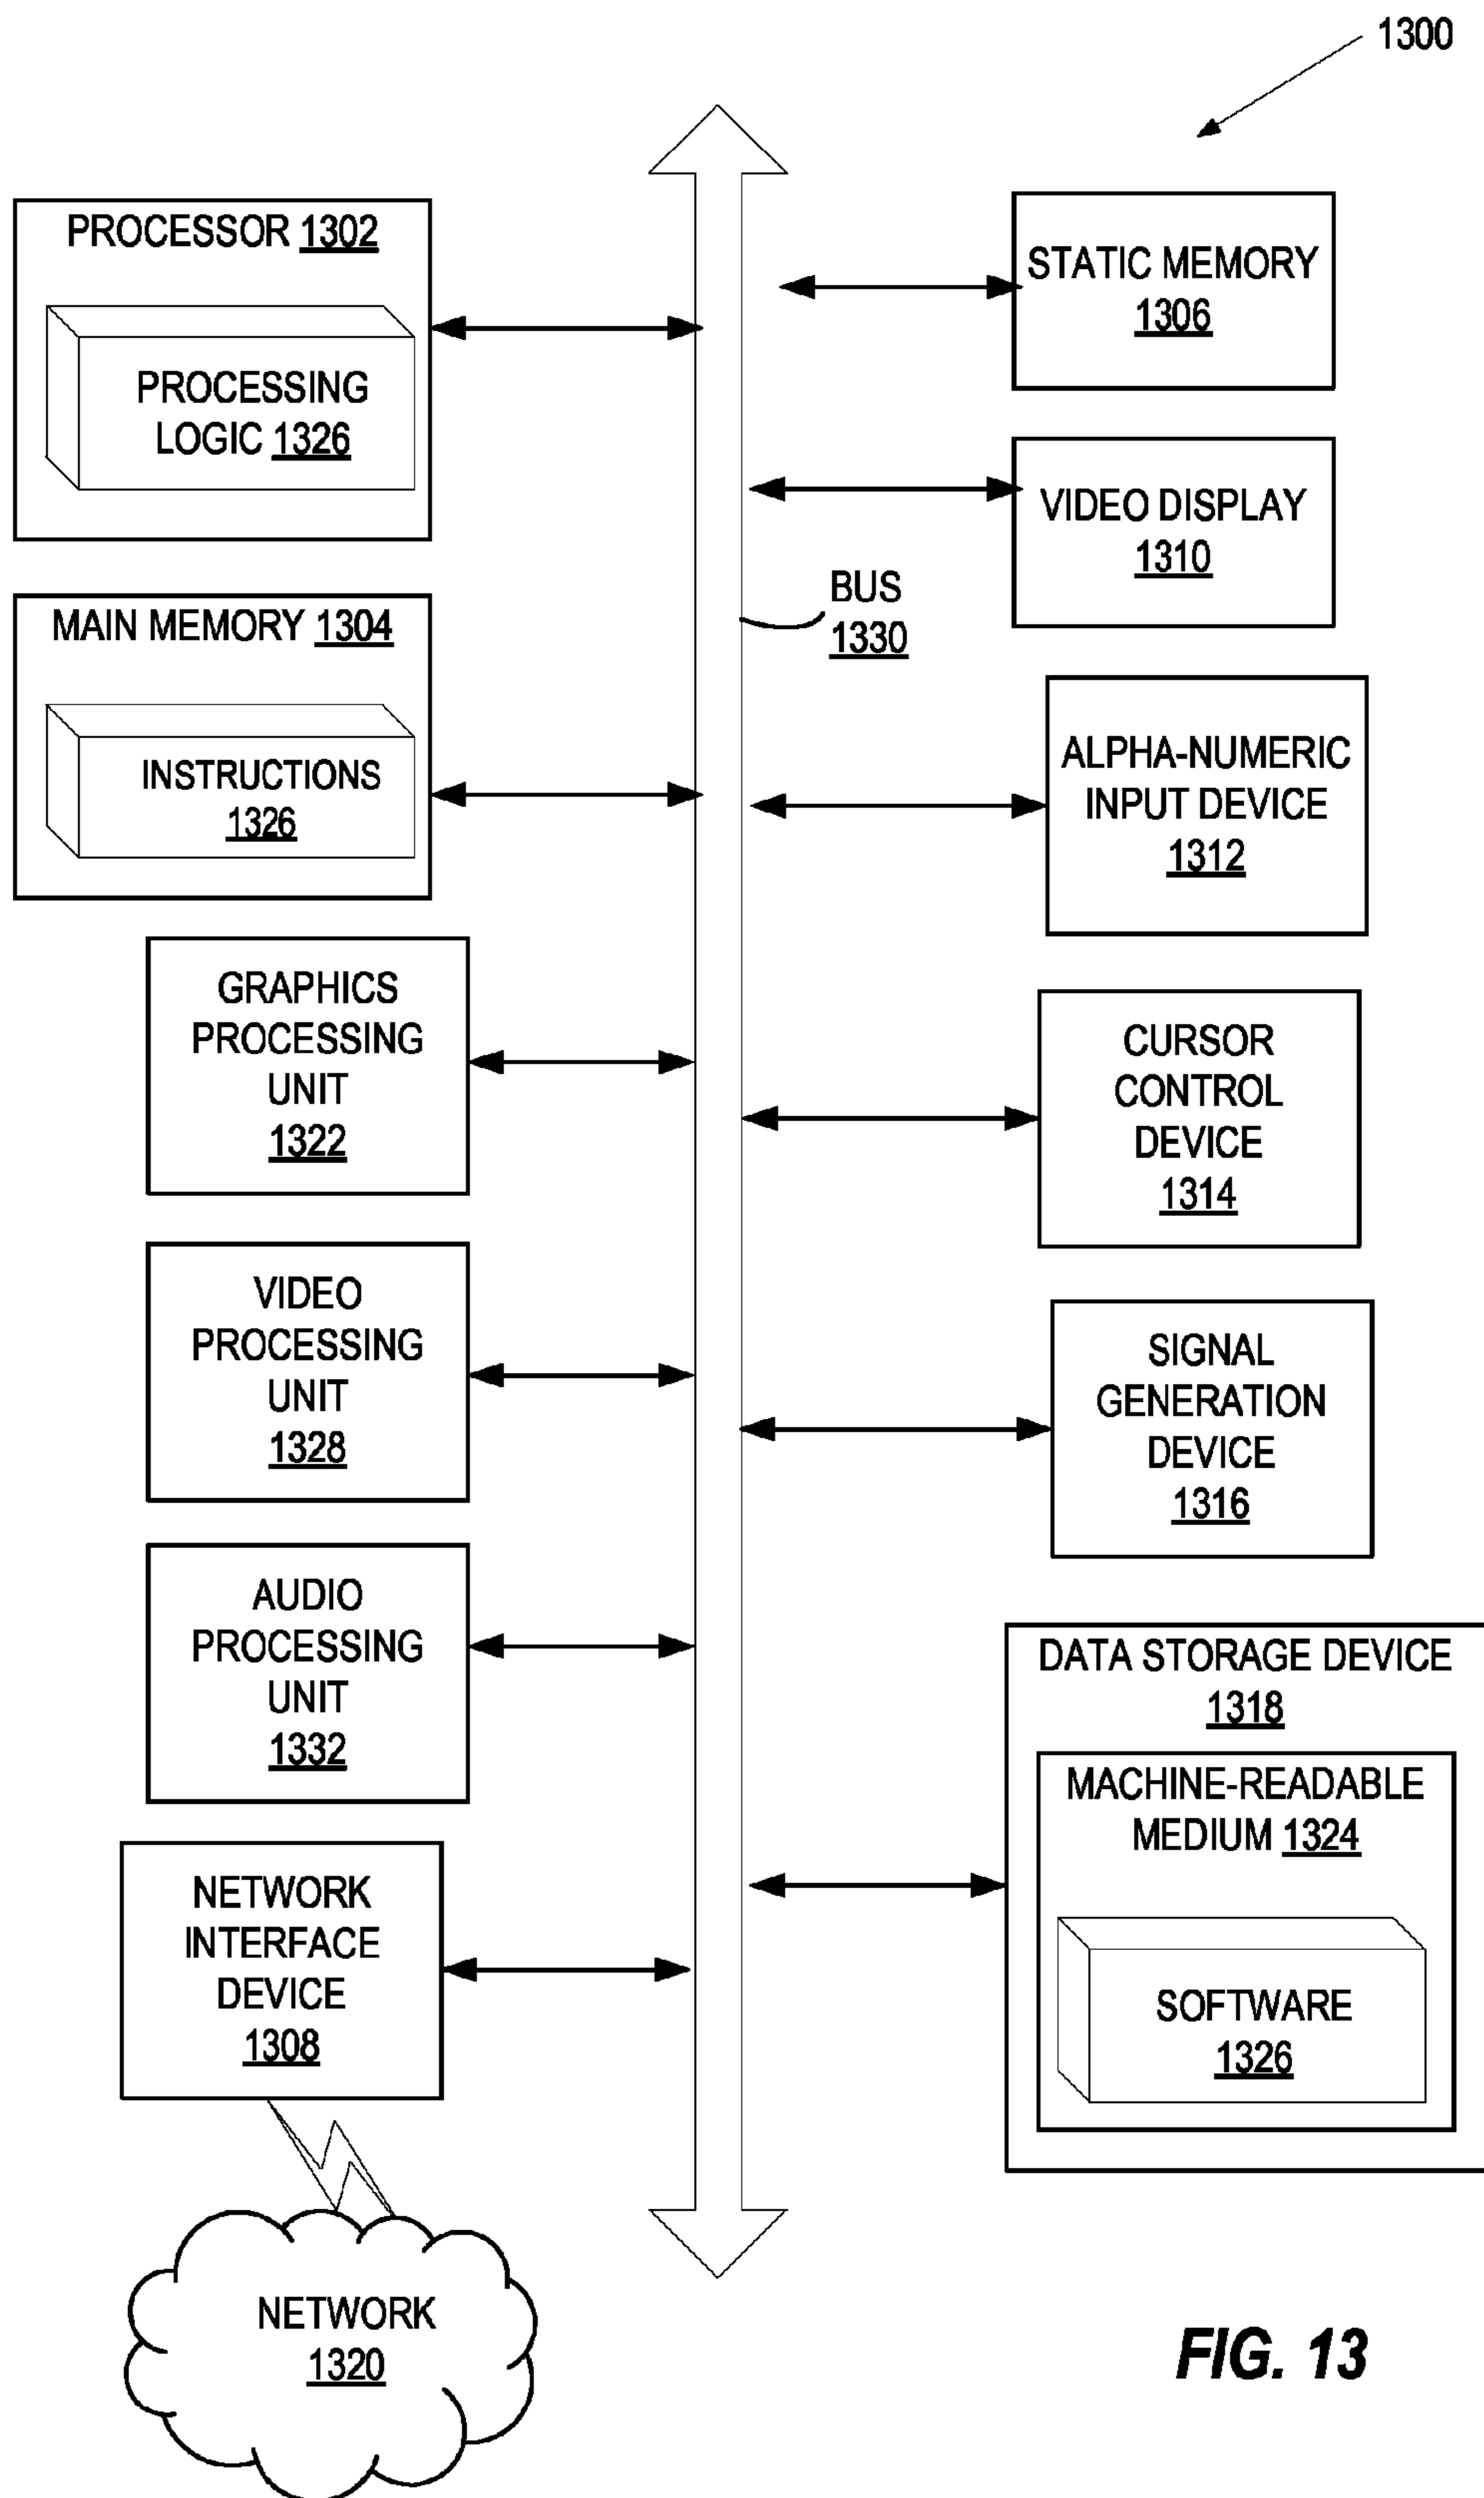 1300
PROCESSOR 1302
PROCESSING
LOGIC 1326
MAIN MEMORY 1304
INSTRUCTIONS
1326
GRAPHICS
PROCESSING
UNIT
1322
VIDEO
PROCESSING
UNIT
1328
AUDIO
PROCESSING
UNIT
1332
NETWORK
INTERFACE
DEVICE
1308
NETWORK
1320
BUS
1330
STATIC MEMORY
1306
VIDEO DISPLAY
1310
ALPHA-NUMERIC
INPUT DEVICE
1312
CURSOR
CONTROL
DEVICE
1314
SIGNAL
GENERATION
DEVICE
1316
DATA STORAGE DEVICE
1318
MACHINE-READABLE
MEDIUM 1324
SOFTWARE
1326
FIG. 13